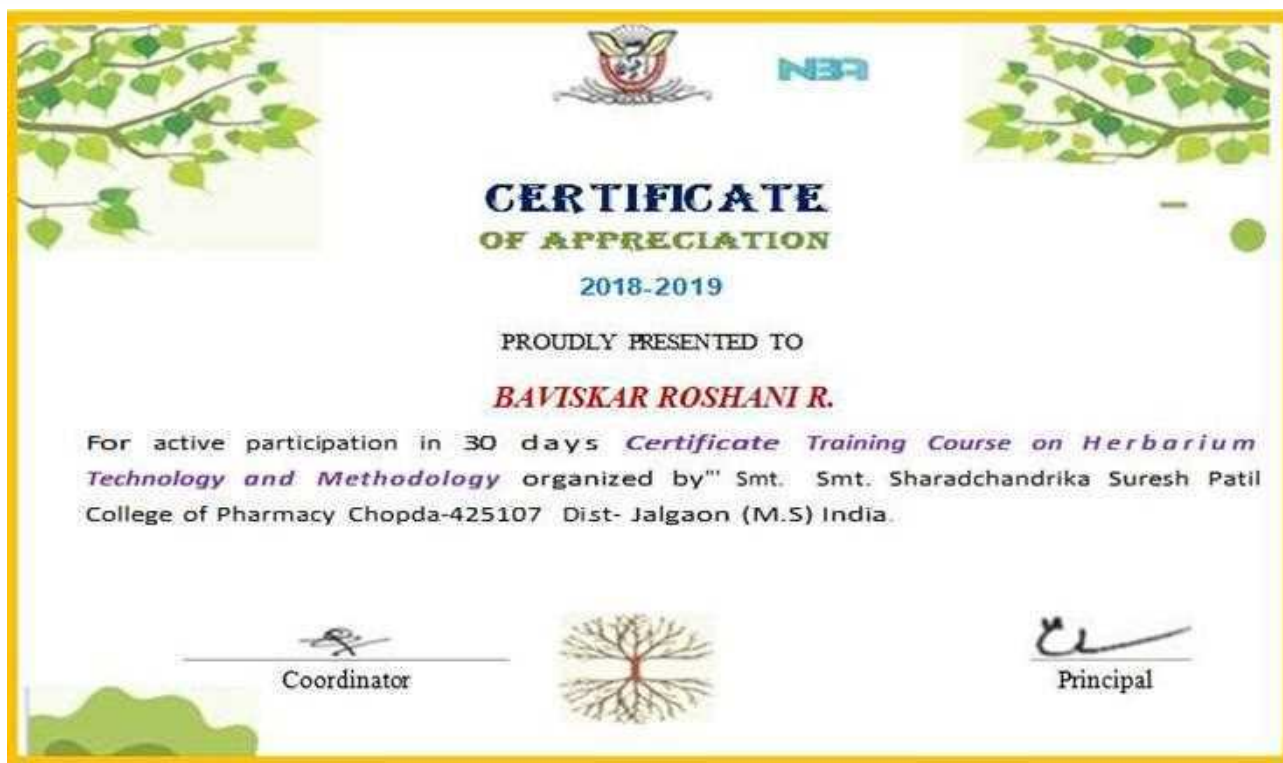 NBA
CERTIFICATE
OF APPRECIATION
2018-2019
PROUDLY PRESENTED TO
BAVISKAR ROSHANI R.
For active participation in 30 days Certificate Training Course on Herbarium
Technology and Methodology organized by"' Smt. Smt. Sharadchandrika Suresh Patil
College of Pharmacy Chopda-425107 Dist- Jalgaon (M.S) India.
Coordinator
Principal